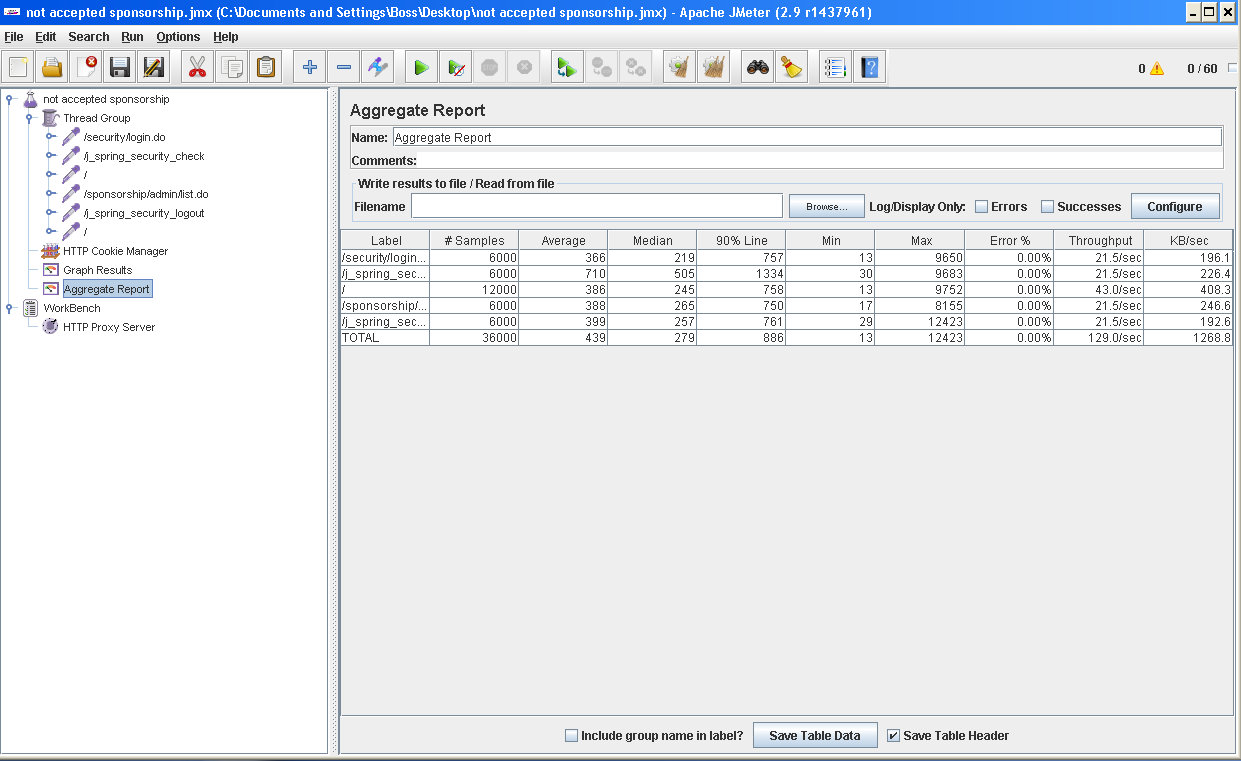 not accepted sponsorship.jmx (C:\Documents and Settings\Boss\Desktop\not accepted sponsorship.jmx) - Apache JMeter (2.9 r1437961)
File Edit Search Run Options Help
0 0 / 60
not accepted sponsorship
Thread Group
/security/login.do
/j_spring_security_check
/
/sponsorship/admin/list.do
/j_spring_security_logout
/
HTTP Cookie Manager
Graph Results
Aggregate Report
WorkBench
HTTP Proxy Server
Aggregate Report
Name: Aggregate Report
Comments:
Write results to file / Read from file
Filename Browse... Log/Display Only: Errors Successes Configure
Label # Samples Average Median 90% Line Min Max Error % Throughput KB/sec
/security/login... 6000 366 219 757 13 9650 0.00% 21.5/sec 196.1
/j_spring_sec... 6000 710 505 1334 30 9683 0.00% 21.5/sec 226.4
/ 12000 386 245 758 13 9752 0.00% 43.0/sec 408.3
/sponsorship/... 6000 388 265 750 17 8155 0.00% 21.5/sec 246.6
/j_spring_sec... 6000 399 257 761 29 12423 0.00% 21.5/sec 192.6
TOTAL 36000 439 279 886 13 12423 0.00% 129.0/sec 1268.8
Include group name in label? Save Table Data Save Table Header